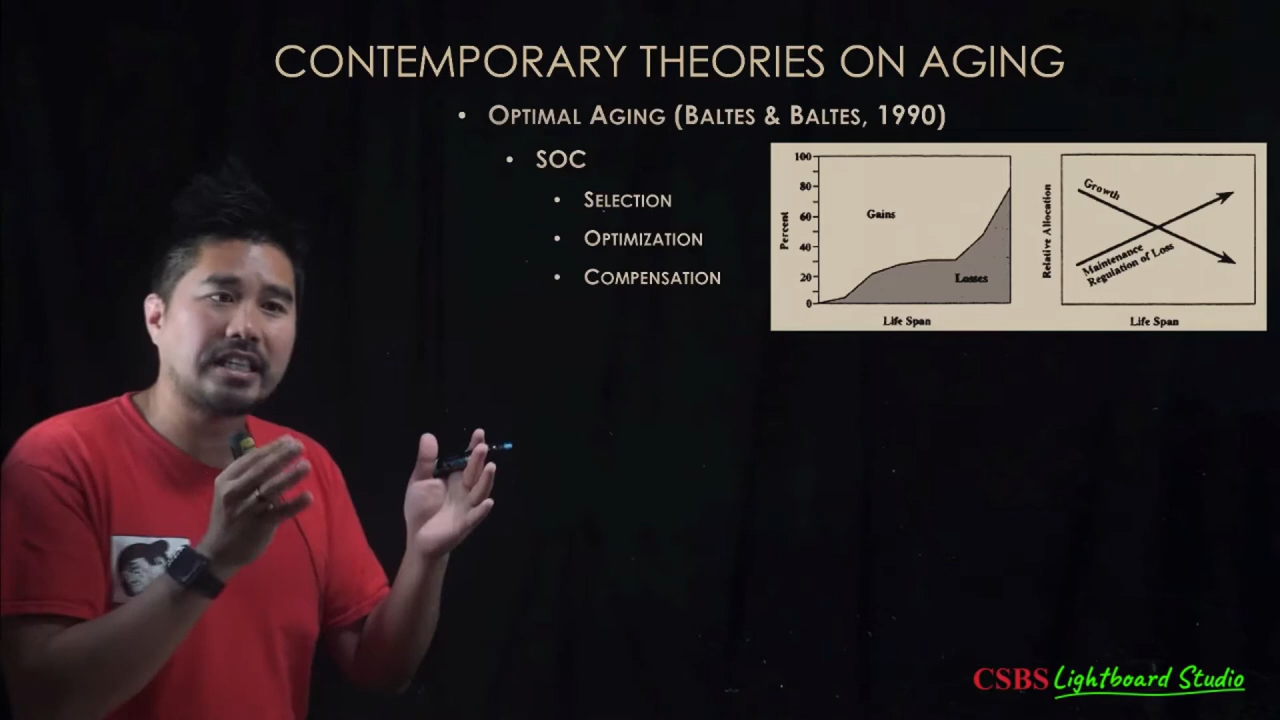 CONTEMPORARY THEORIES ON AGING
• OPTIMAL AGING (BALTES & BALTES, 1990)
• SOC
• SELECTION
• OPTIMIZATION
• COMPENSATION
100
80
60
40
20
0
Percent
Gains
Losses
Life Span
Relative Allocation
Growth
Maintenance
Regulation of Loss
Life Span
CSBS Lightboard Studio